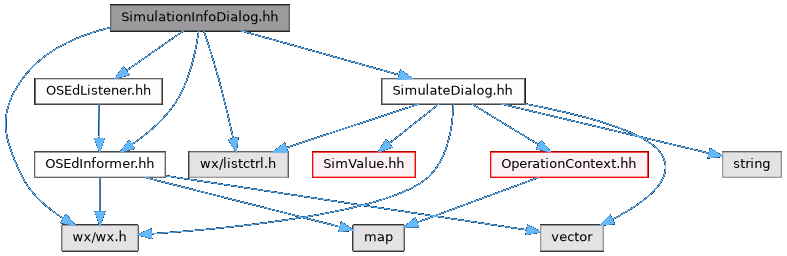 SimulationInfoDialog.hh
OSEdListener.hh
SimulateDialog.hh
OSEdInformer.hh
wx/listctrl.h
SimValue.hh
OperationContext.hh
string
wx/wx.h
map
vector